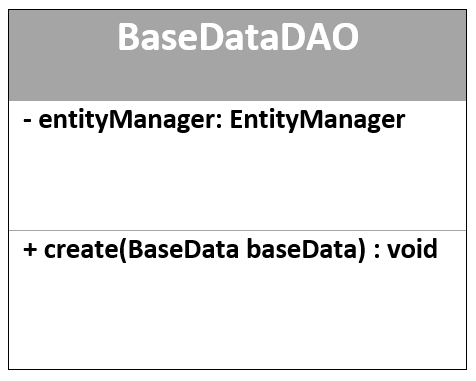 BaseDataDAO
- entityManager: EntityManager
+ create(BaseData baseData) : void